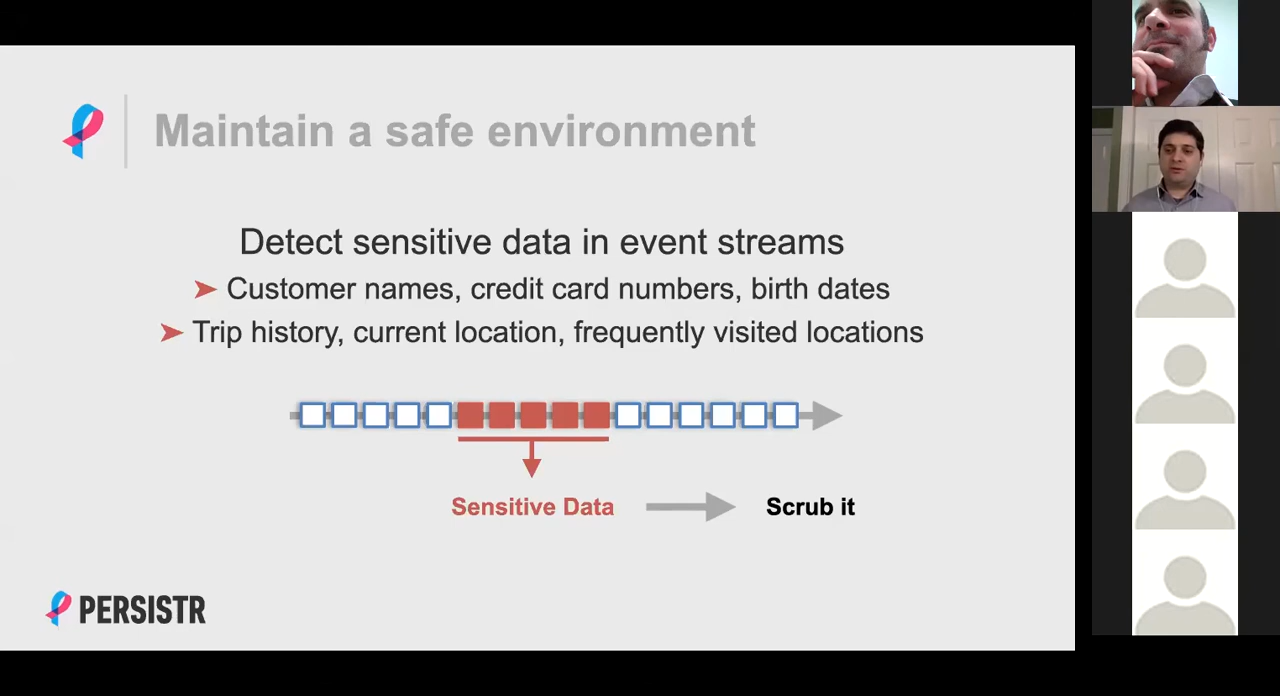 Maintain a safe environment
Detect sensitive data in event streams
➤ Customer names, credit card numbers, birth dates
➤ Trip history, current location, frequently visited locations
Sensitive Data
Scrub it
PERSISTR